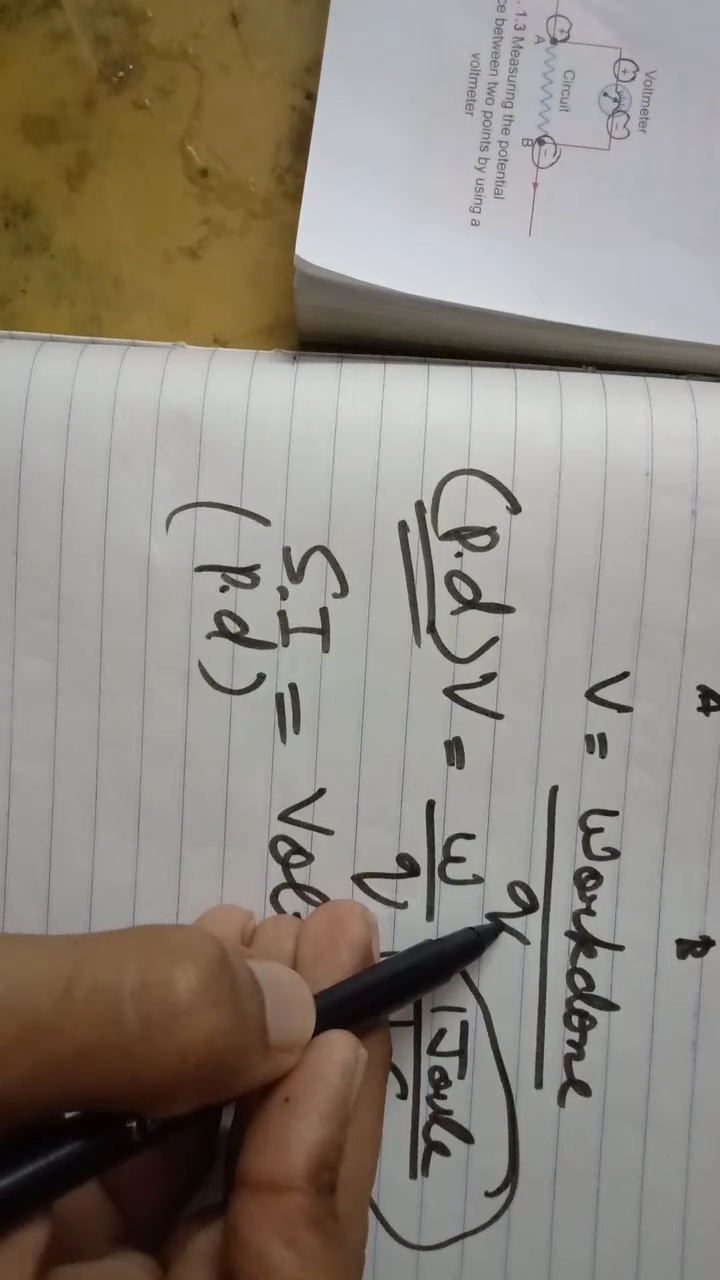 Voltmeter
Circuit
A
B
. 1.3 Measuring the potential
ce between two points by using a
voltmeter
A B
V = Workdone
q
(P.d) V = W
q
1 Joule
S.I = Vol
(P.d)